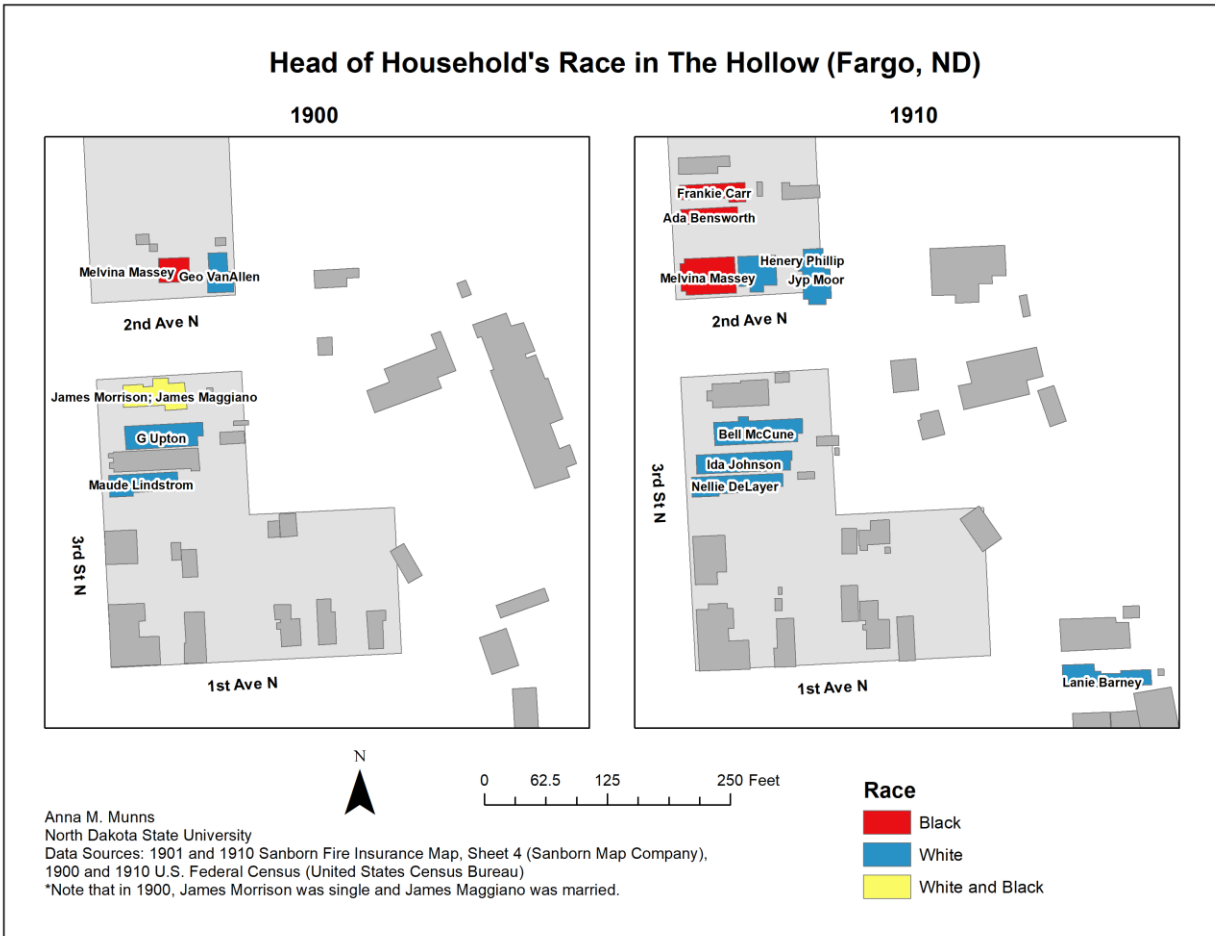 Head of Household's Race in The Hollow (Fargo, ND)
1900
Melvina Massey
Geo VanAllen
2nd Ave N
James Morrison; James Maggiano
G Upton
Maude Lindstrom
3rd St N
1st Ave N
1910
Frankie Carr
Ada Bensworth
Henery Phillip
Melvina Massey
Jyp Moor
2nd Ave N
Bell McCune
Ida Johnson
Nellie DeLayer
3rd St N
1st Ave N
Lanie Barney
N
0 62.5 125 250 Feet
Anna M. Munns
North Dakota State University
Data Sources: 1901 and 1910 Sanborn Fire Insurance Map, Sheet 4 (Sanborn Map Company),
1900 and 1910 U.S. Federal Census (United States Census Bureau)
*Note that in 1900, James Morrison was single and James Maggiano was married.
Race
Black
White
White and Black